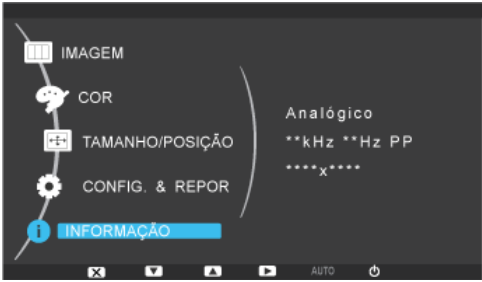 IMAGEM
COR
TAMANHO/POSIÇÃO
CONFIG. & REPOR
INFORMAÇÃO
Analógico
**kHz **Hz PP
****x****
AUTO